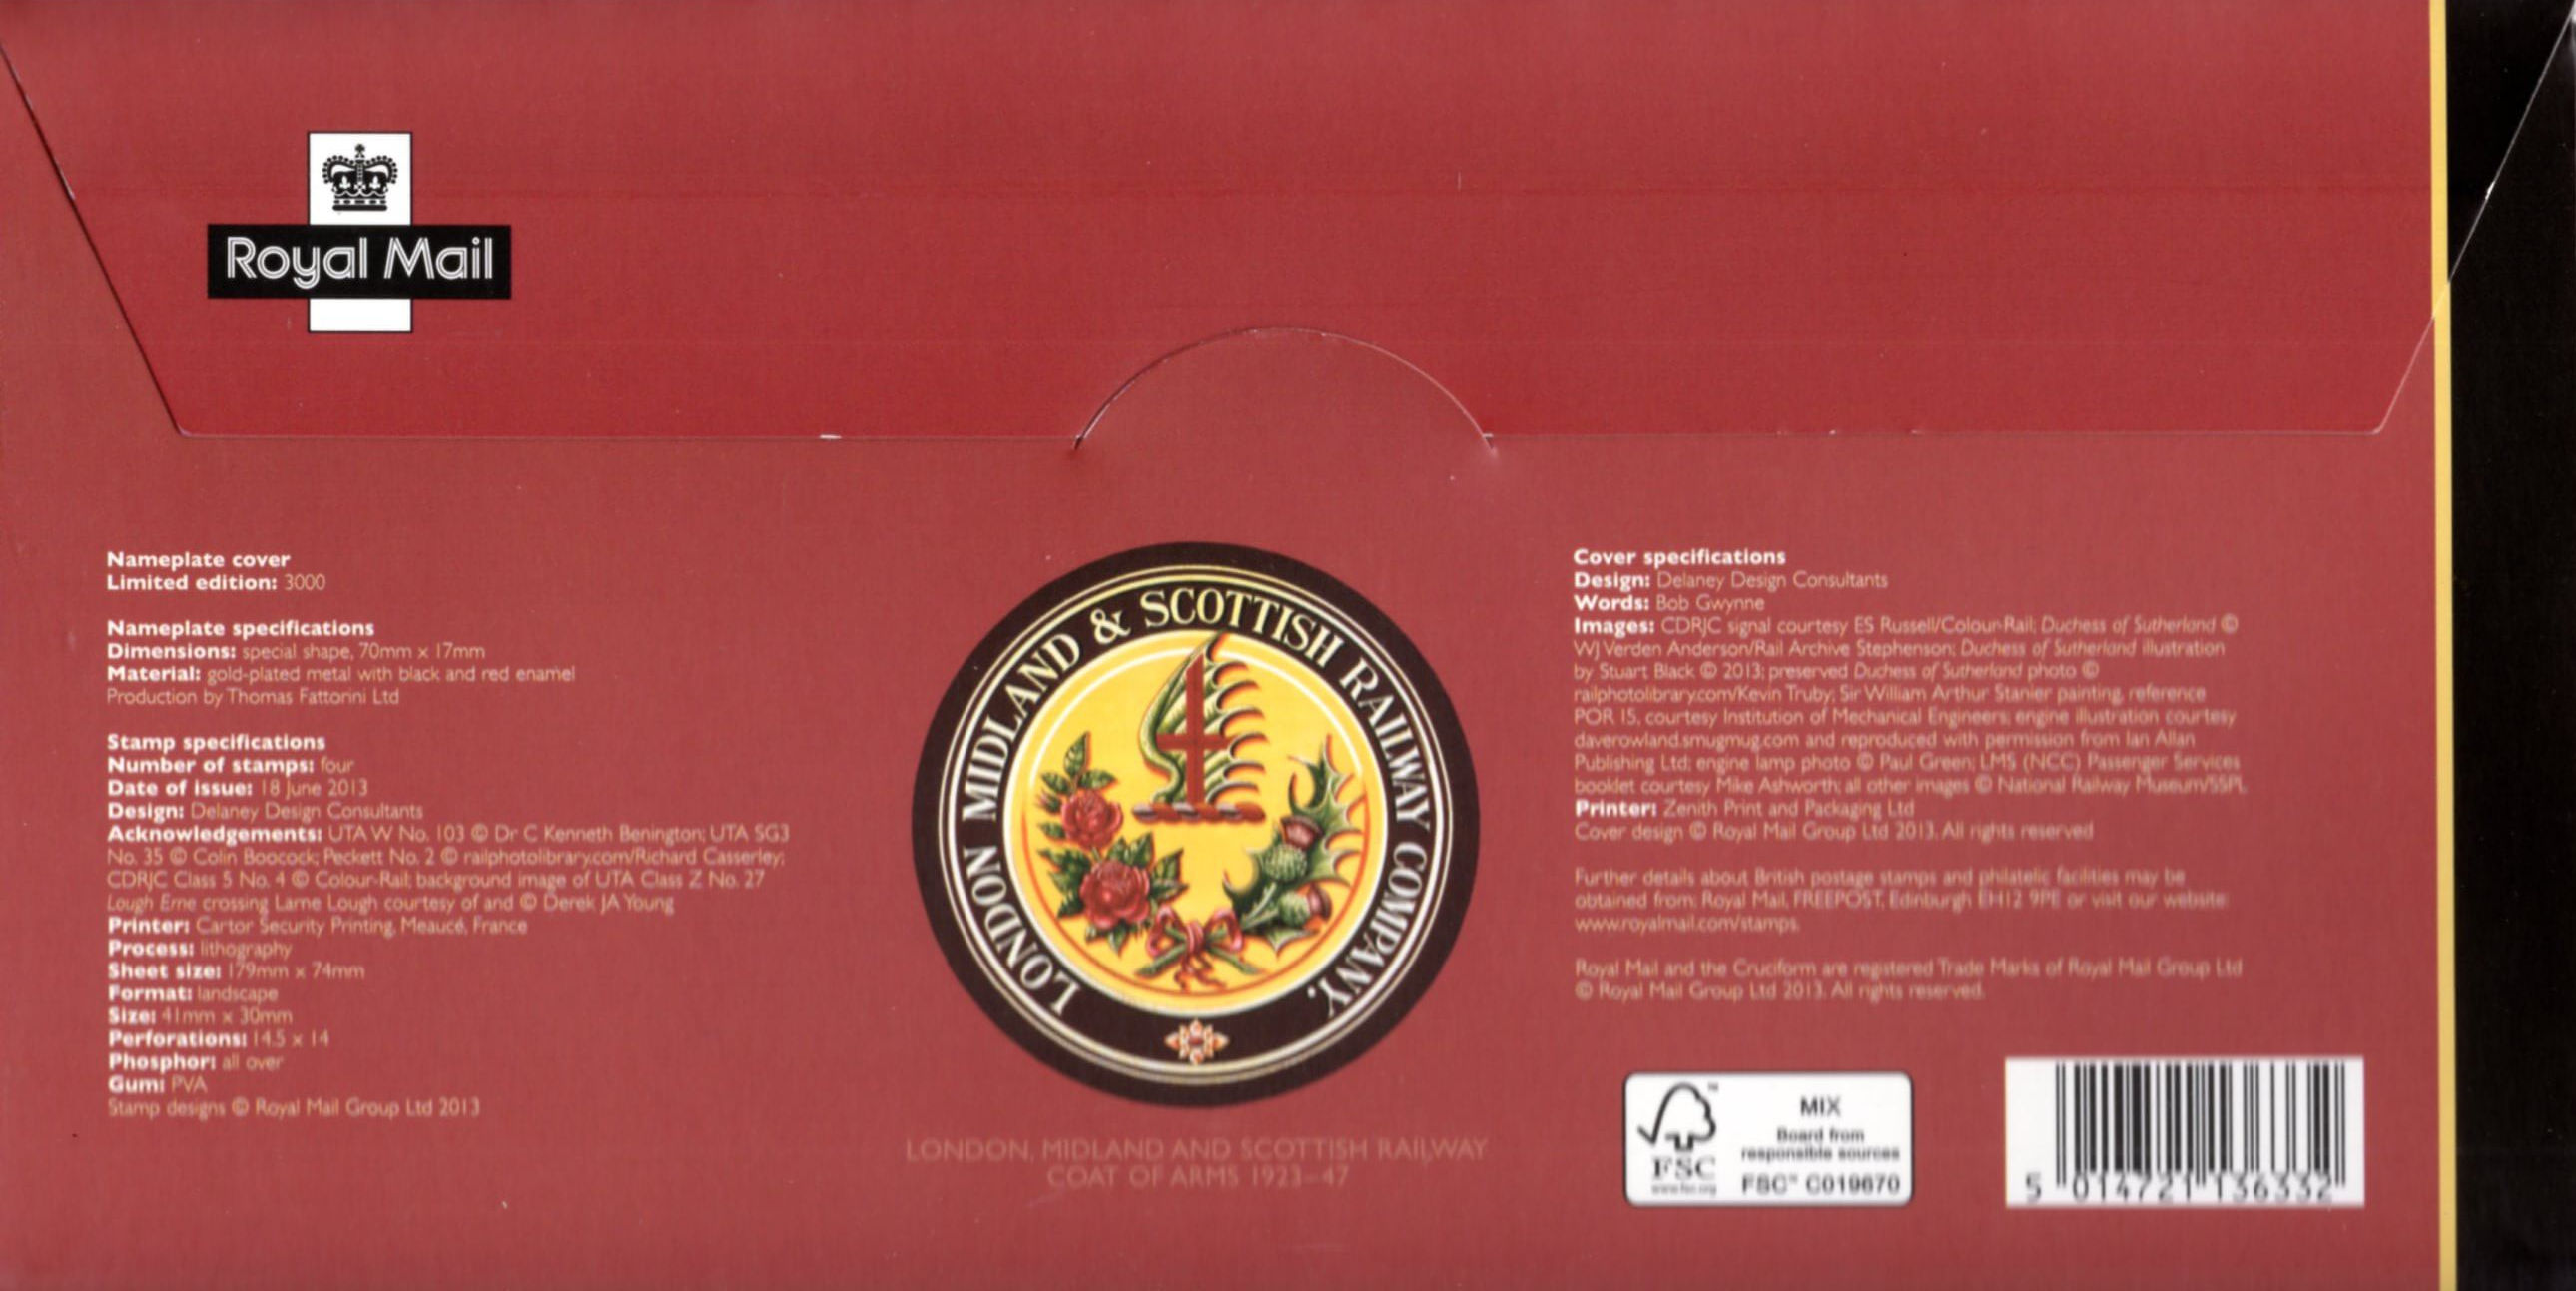 Royal Mail
Nameplate cover
Limited edition: 3000
Nameplate specifications
Dimensions: special shape, 70mm x 17mm
Material: gold-plated metal with black and red enamel
Production by Thomas Fattorini Ltd
Stamp specifications
Number of stamps: four
Date of issue: 18 June 2013
Design: Delaney Design Consultants
Acknowledgements: UTA W No. 103 © Dr C Kenneth Benington; UTA SG3
No. 35 © Colin Boocock; Peckett No. 2 © railphotolibrary.com/Richard Casserley;
CDRJC Class 5 No. 4 © Colour-Rail; background image of UTA Class Z No. 27
Lough Erne crossing Larne Lough courtesy of and © Derek JA Young
Printer: Cartor Security Printing, Meaucé, France
Process: lithography
Sheet size: 179mm x 74mm
Format: landscape
Size: 41mm x 30mm
Perforations: 14.5 x 14
Phosphor: all over
Gum: PVA
Stamp designs © Royal Mail Group Ltd 2013
LONDON MIDLAND & SCOTTISH RAILWAY COMPANY.
LONDON, MIDLAND AND SCOTTISH RAILWAY
COAT OF ARMS 1923–47
Cover specifications
Design: Delaney Design Consultants
Words: Bob Gwynne
Images: CDRJC signal courtesy ES Russell/Colour-Rail; Duchess of Sutherland ©
WJ Verden Anderson/Rail Archive Stephenson; Duchess of Sutherland illustration
by Stuart Black © 2013; preserved Duchess of Sutherland photo ©
railphotolibrary.com/Kevin Truby; Sir William Arthur Stanier painting, reference
POR 15, courtesy Institution of Mechanical Engineers; engine illustration courtesy
daverowland.smugmug.com and reproduced with permission from Ian Allan
Publishing Ltd; engine lamp photo © Paul Green; LMS (NCC) Passenger Services
booklet courtesy Mike Ashworth; all other images © National Railway Museum/SSPL
Printer: Zenith Print and Packaging Ltd
Cover design © Royal Mail Group Ltd 2013. All rights reserved
Further details about British postage stamps and philatelic facilities may be
obtained from: Royal Mail, FREEPOST, Edinburgh EH12 9PE or visit our website:
www.royalmail.com/stamps.
Royal Mail and the Cruciform are registered Trade Marks of Royal Mail Group Ltd
© Royal Mail Group Ltd 2013. All rights reserved.
FSC
www.fsc.org
MIX
Board from
responsible sources
FSC™ C019670
5 014721 136332